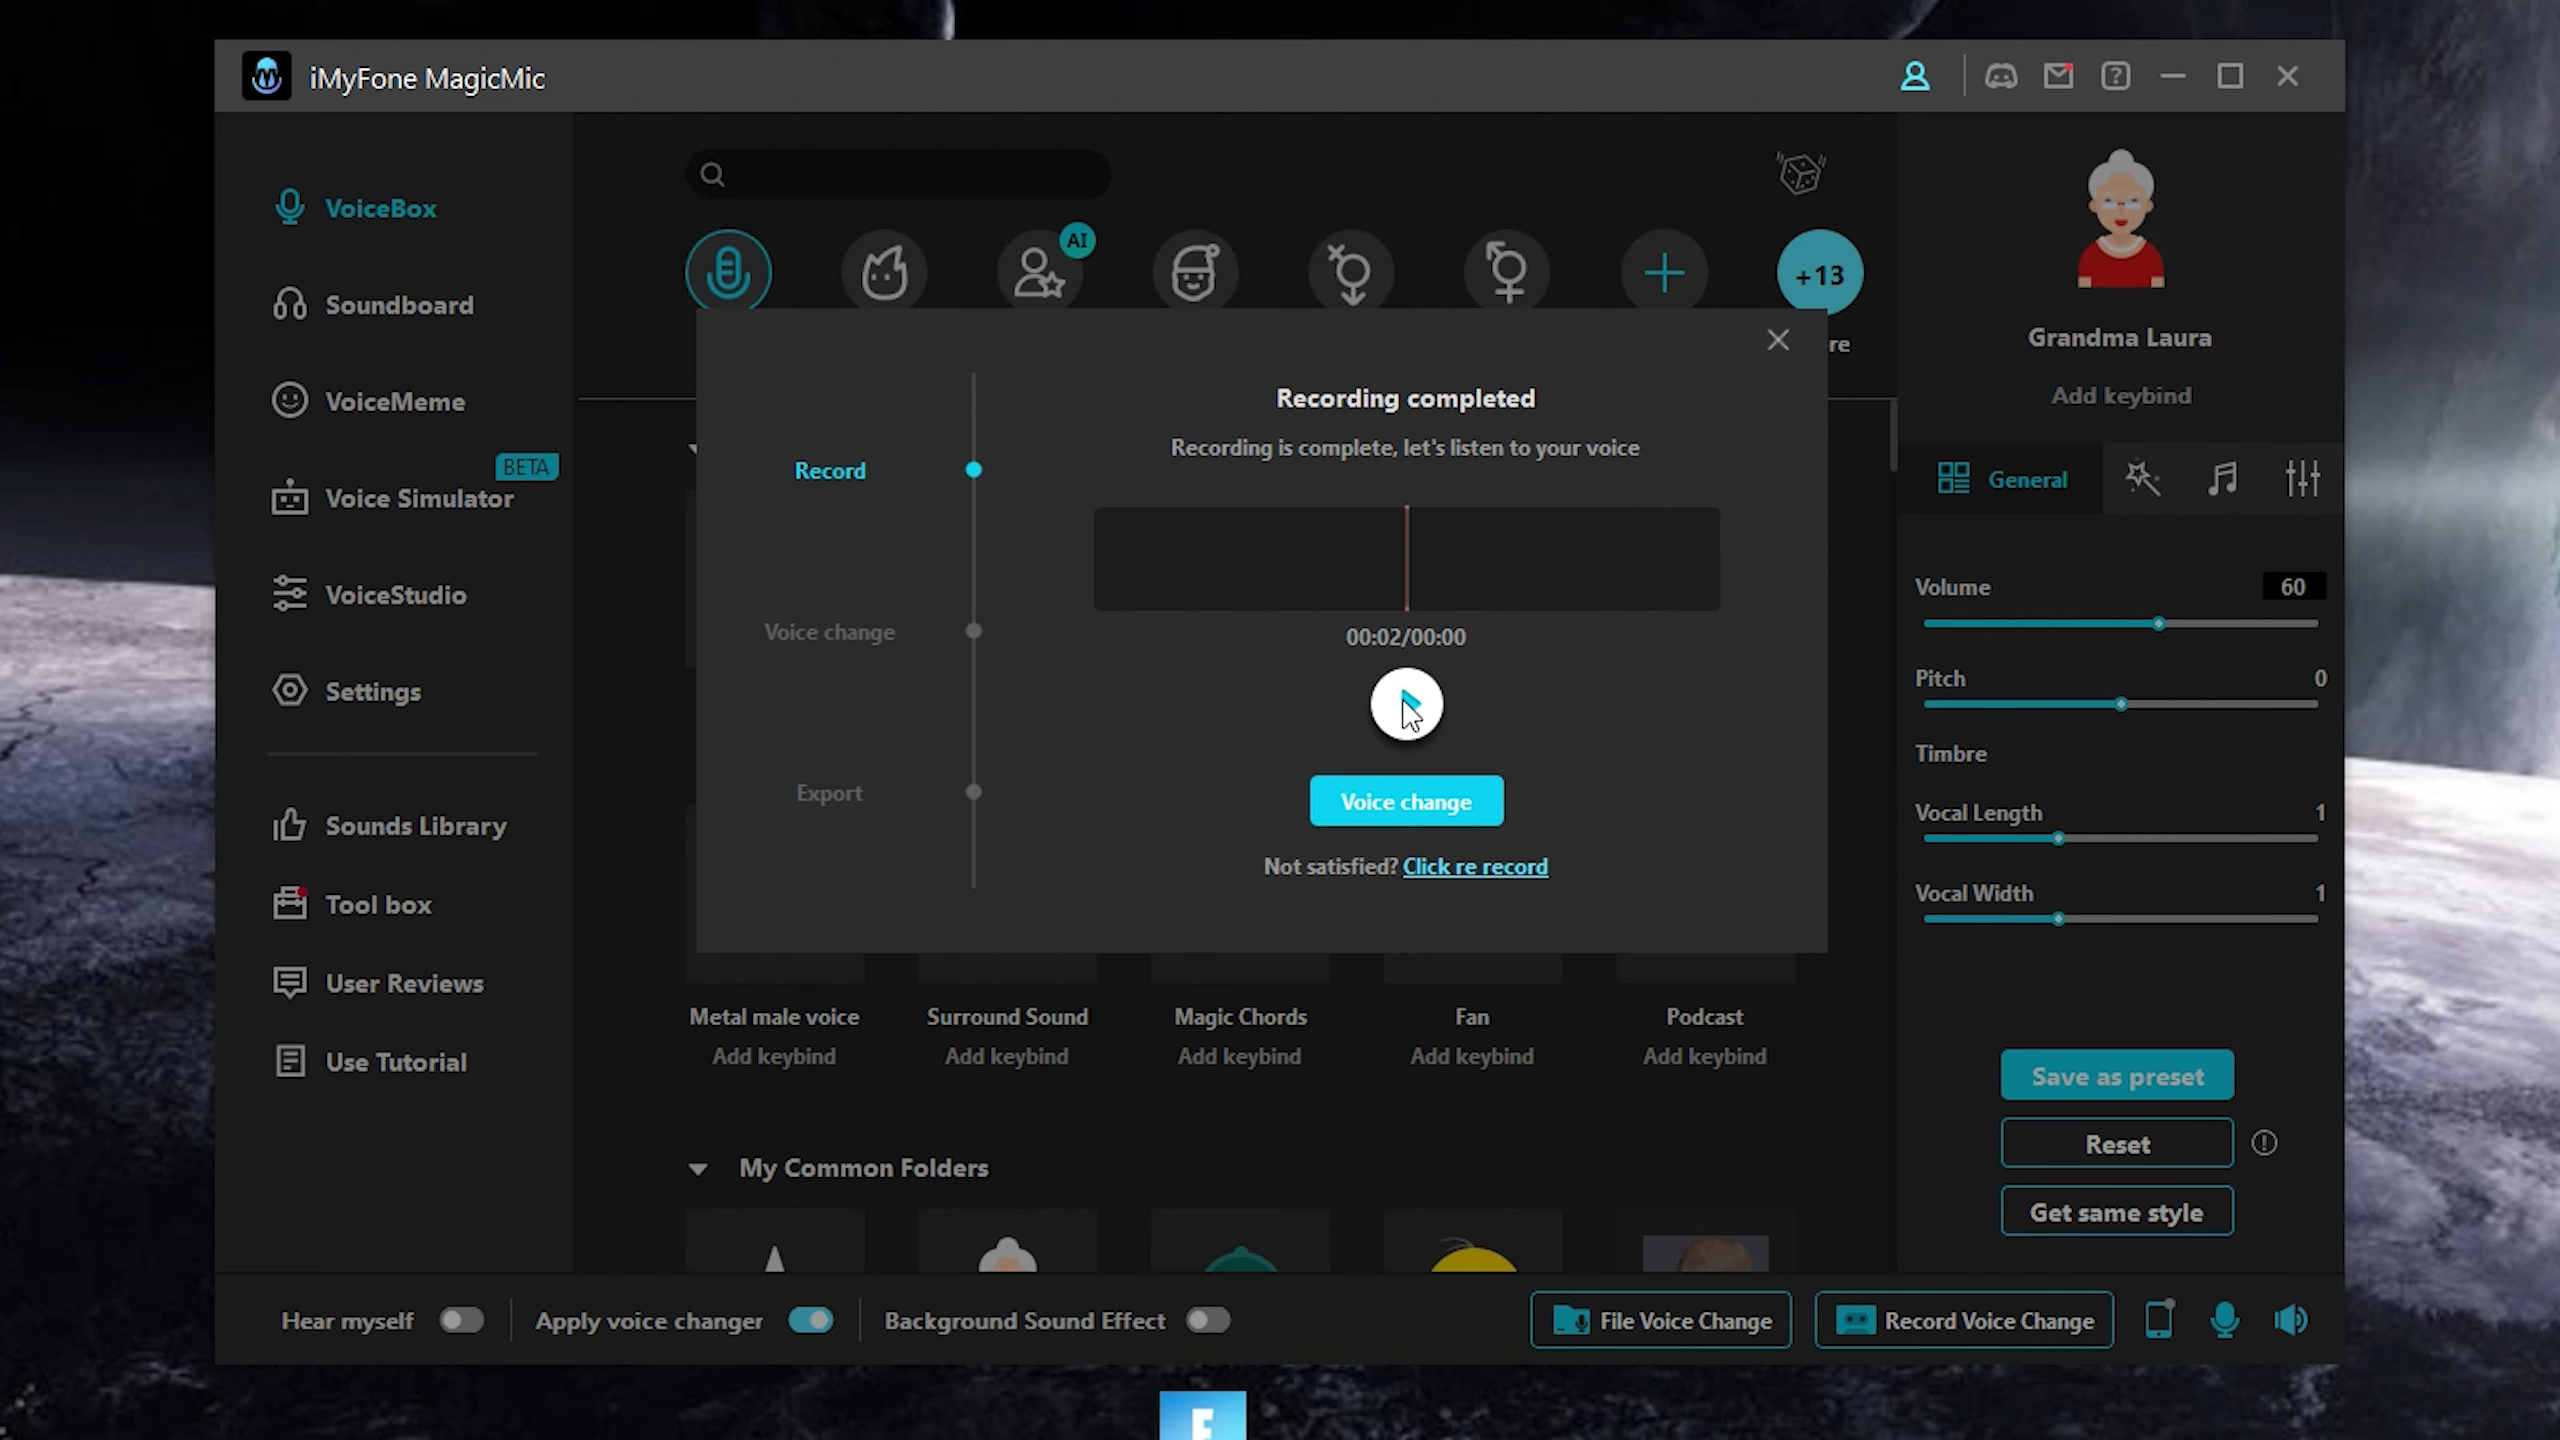 iMyFone MagicMic
VoiceBox
Soundboard
VoiceMeme
BETA
Voice Simulator
VoiceStudio
Settings
Sounds Library
Tool box
User Reviews
Use Tutorial
AI
+13
re
Recording completed
Recording is complete, let's listen to your voice
Record
Voice change
Export
00:02/00:00
Voice change
Not satisfied? Click re record
Metal male voice
Add keybind
Surround Sound
Add keybind
Magic Chords
Add keybind
Fan
Add keybind
Podcast
Add keybind
My Common Folders
Grandma Laura
Add keybind
General
Volume 60
Pitch 0
Timbre
Vocal Length 1
Vocal Width 1
Save as preset
Reset
Get same style
Hear myself
Apply voice changer
Background Sound Effect
File Voice Change
Record Voice Change